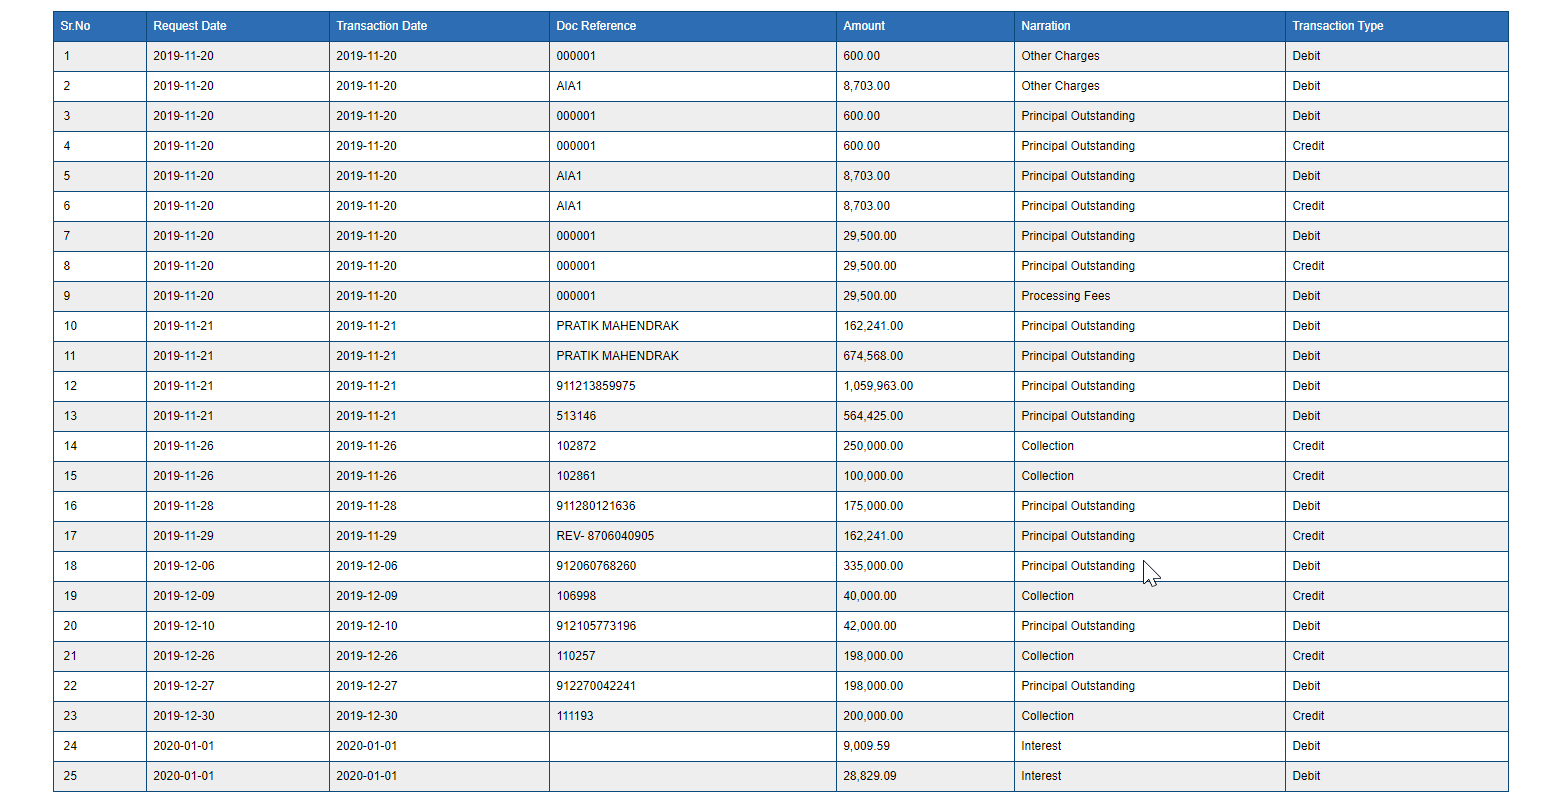 Sr.No Request Date Transaction Date Doc Reference Amount Narration Transaction Type
1 2019-11-20 2019-11-20 000001 600.00 Other Charges Debit
2 2019-11-20 2019-11-20 AIA1 8,703.00 Other Charges Debit
3 2019-11-20 2019-11-20 000001 600.00 Principal Outstanding Debit
4 2019-11-20 2019-11-20 000001 600.00 Principal Outstanding Credit
5 2019-11-20 2019-11-20 AIA1 8,703.00 Principal Outstanding Debit
6 2019-11-20 2019-11-20 AIA1 8,703.00 Principal Outstanding Credit
7 2019-11-20 2019-11-20 000001 29,500.00 Principal Outstanding Debit
8 2019-11-20 2019-11-20 000001 29,500.00 Principal Outstanding Credit
9 2019-11-20 2019-11-20 000001 29,500.00 Processing Fees Debit
10 2019-11-21 2019-11-21 PRATIK MAHENDRAK 162,241.00 Principal Outstanding Debit
11 2019-11-21 2019-11-21 PRATIK MAHENDRAK 674,568.00 Principal Outstanding Debit
12 2019-11-21 2019-11-21 911213859975 1,059,963.00 Principal Outstanding Debit
13 2019-11-21 2019-11-21 513146 564,425.00 Principal Outstanding Debit
14 2019-11-26 2019-11-26 102872 250,000.00 Collection Credit
15 2019-11-26 2019-11-26 102861 100,000.00 Collection Credit
16 2019-11-28 2019-11-28 911280121636 175,000.00 Principal Outstanding Debit
17 2019-11-29 2019-11-29 REV- 8706040905 162,241.00 Principal Outstanding Credit
18 2019-12-06 2019-12-06 912060768260 335,000.00 Principal Outstanding Debit
19 2019-12-09 2019-12-09 106998 40,000.00 Collection Credit
20 2019-12-10 2019-12-10 912105773196 42,000.00 Principal Outstanding Debit
21 2019-12-26 2019-12-26 110257 198,000.00 Collection Credit
22 2019-12-27 2019-12-27 912270042241 198,000.00 Principal Outstanding Debit
23 2019-12-30 2019-12-30 111193 200,000.00 Collection Credit
24 2020-01-01 2020-01-01 9,009.59 Interest Debit
25 2020-01-01 2020-01-01 28,829.09 Interest Debit